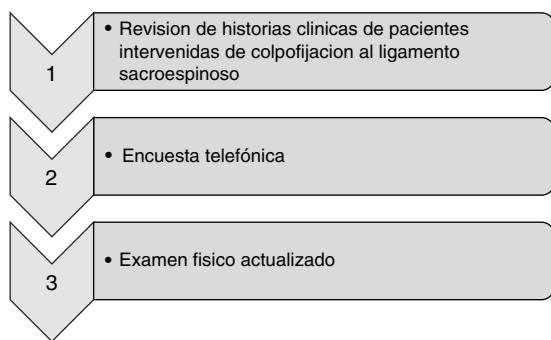 1
• Revision de historias clinicas de pacientes
intervenidas de colpofijacion al ligamento
sacroespinoso
2
• Encuesta telefónica
3
• Examen fisico actualizado